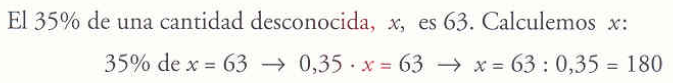 El 35% de una cantidad desconocida, x, es 63. Calculemos x:
35% de x = 63 → 0,35 · x = 63 → x = 63 : 0,35 = 180